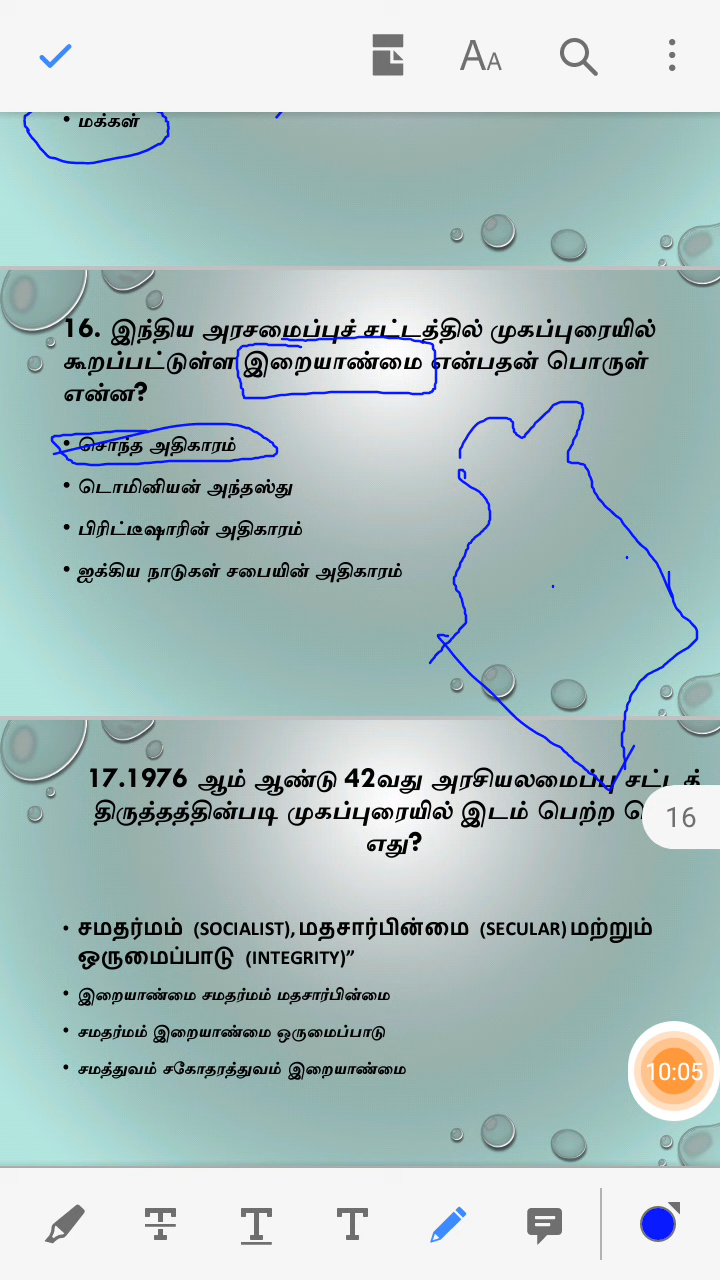 AA
• மக்கள்
16. இந்திய அரசமைப்புச் சட்டத்தில் முகப்புரையில்
கூறப்பட்டுள்ள இறையாண்மை என்பதன் பொருள்
என்ன?
• சொந்த அதிகாரம்
• டொமினியன் அந்தஸ்து
• பிரிட்டீஷாரின் அதிகாரம்
• ஐக்கிய நாடுகள் சபையின் அதிகாரம்
17.1976 ஆம் ஆண்டு 42வது அரசியலமைப்பு சட்டத்
திருத்தத்தின்படி முகப்புரையில் இடம் பெற்ற
16
எது?
• சமதர்மம் (SOCIALIST), மதசார்பின்மை (SECULAR) மற்றும்
ஒருமைப்பாடு (INTEGRITY)”
• இறையாண்மை சமதர்மம் மதசார்பின்மை
• சமதர்மம் இறையாண்மை ஒருமைப்பாடு
• சமத்துவம் சகோதரத்துவம் இறையாண்மை
10:05
T T T